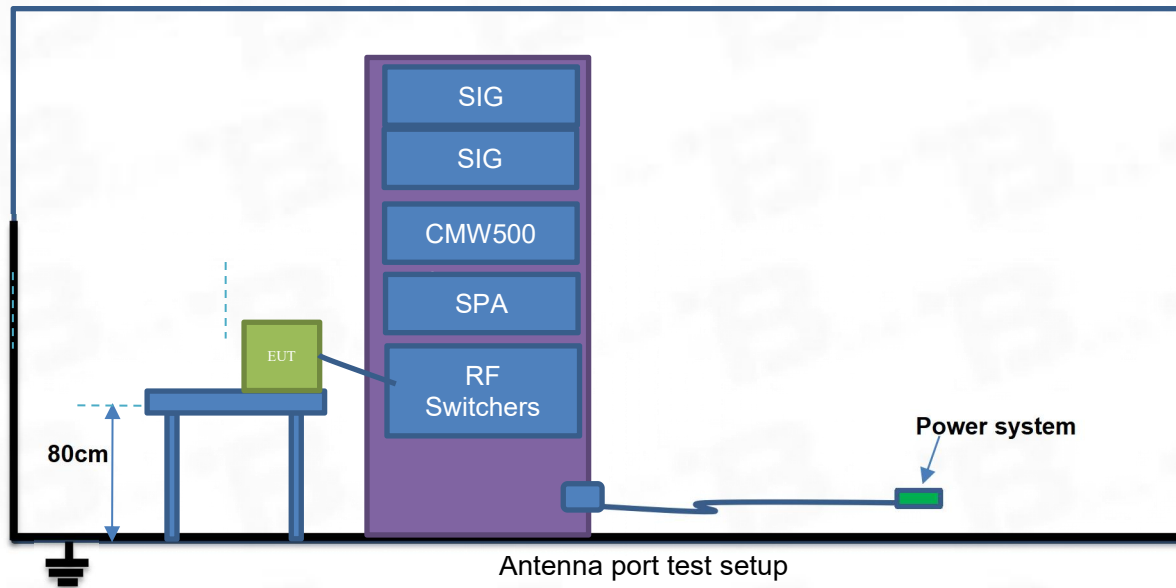 SIG
SIG
CMW500
SPA
EUT
RF
Switchers
80cm
Power system
Antenna port test setup